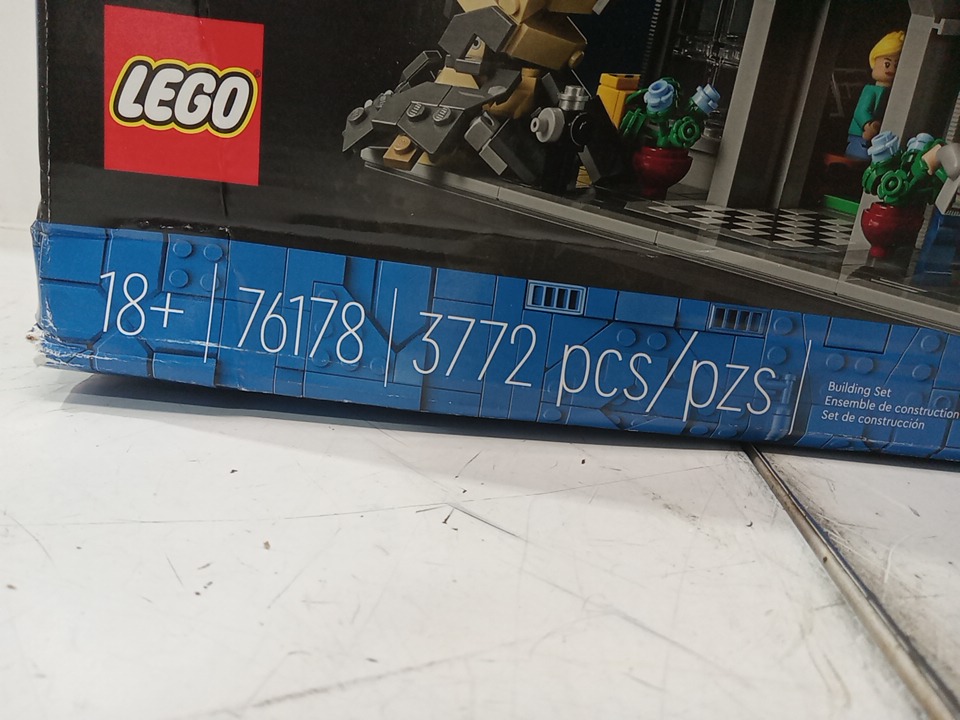 LEGO
18+ | 76178 | 3772 pcs/pzs
Building Set
Ensemble de construction
Set de construcción